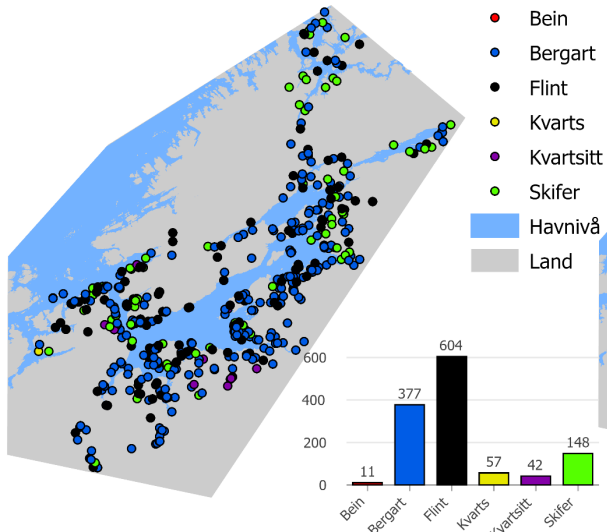 Bein
Bergart
Flint
Kvarts
Kvartsitt
Skifer
Havnivå
Land
600
400
200
0
11
377
604
57
42
148
Bein
Bergart
Flint
Kvarts
Kvartsitt
Skifer